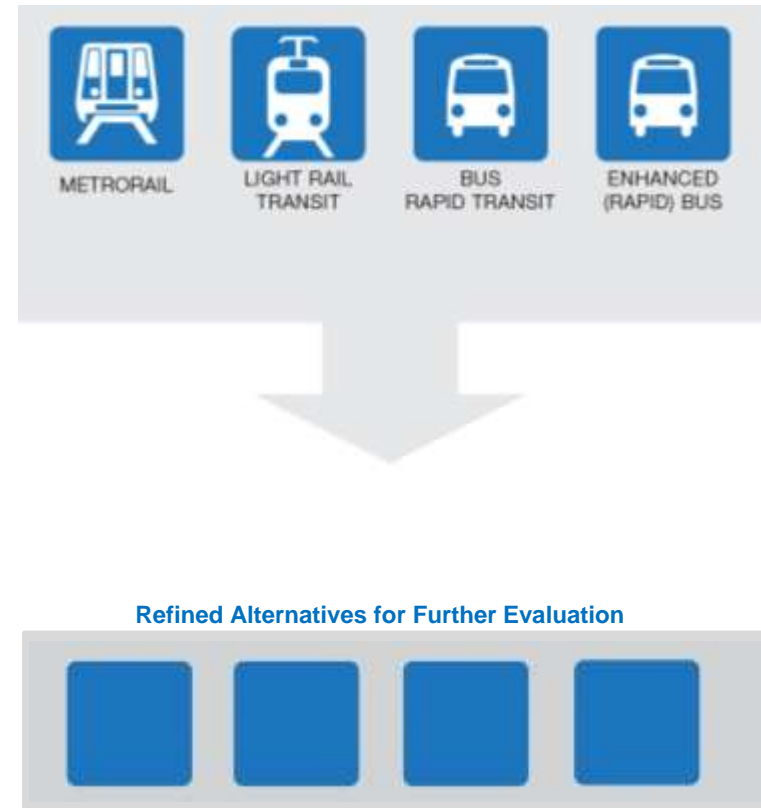 METRORAIL
LIGHT RAIL
TRANSIT
BUS
RAPID TRANSIT
ENHANCED
(RAPID) BUS
Refined Alternatives for Further Evaluation